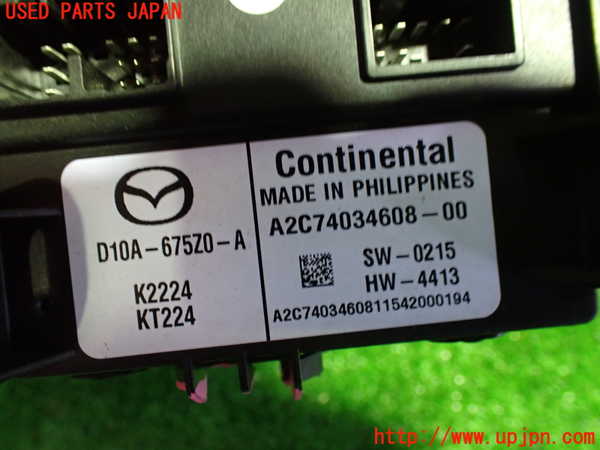 USED PARTS JAPAN
D10A-675Z0-A
K2224
KT224
Continental
MADE IN PHILIPPINES
A2C74034608-00
SW-0215
HW-4413
A2C7403460811542000194
http://www.upjpn.com/